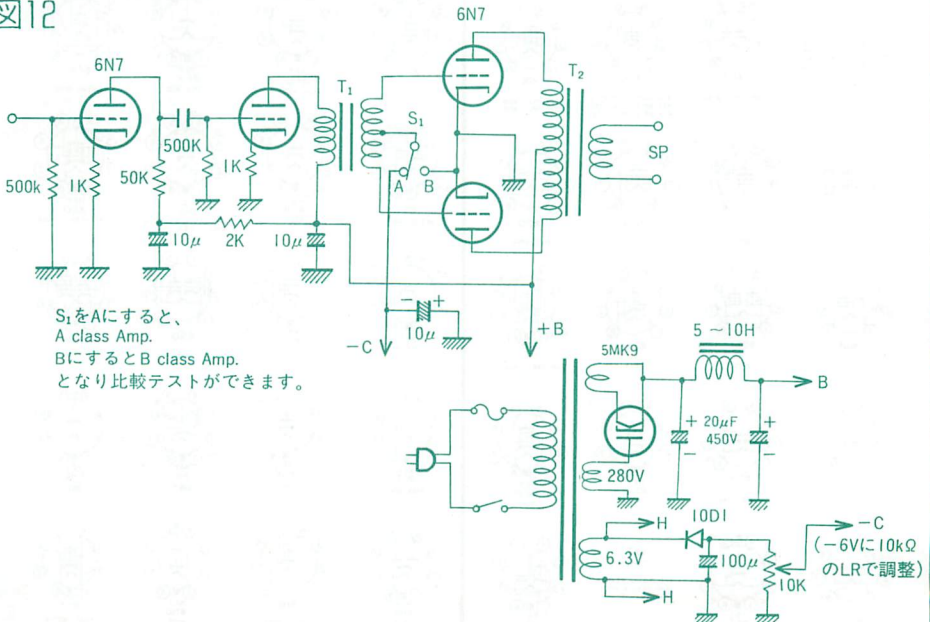 図12
6N7
6N7
T1
T2
S1
500K
1K
A
B
SP
500k
1K
50K
10μ
2K
10μ
S1をAにすると、
A class Amp.
BにするとB class Amp.
となり比較テストができます。
−
+
10μ
−C
+B
5MK9
5 ~10H
B
+
20μF
450V
−
+
−
280V
10D1
H
6.3V
100μ
H
10K
−C
(−6Vに10kΩ
のLRで調整)